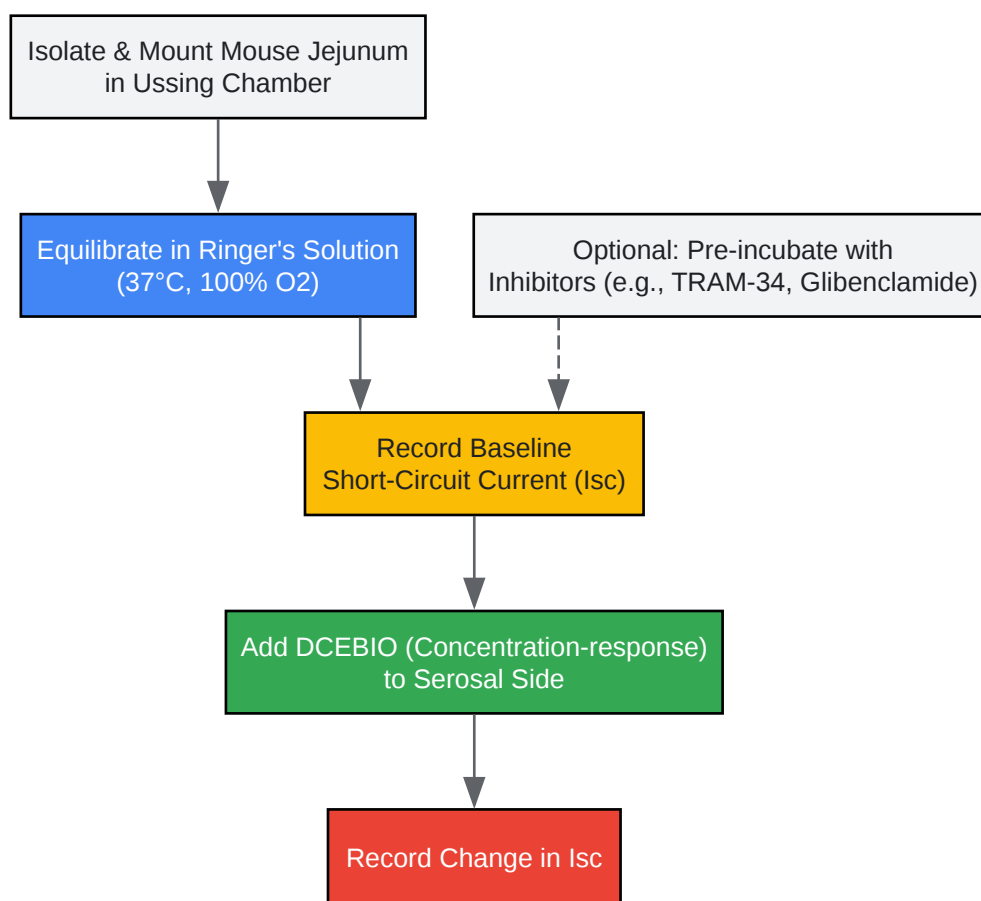 Isolate & Mount Mouse Jejunum
in Ussing Chamber
Equilibrate in Ringer's Solution
(37°C, 100% O2)
Optional: Pre-incubate with
Inhibitors (e.g., TRAM-34, Glibenclamide)
Record Baseline
Short-Circuit Current (Isc)
Add DCEBIO (Concentration-response)
to Serosal Side
Record Change in Isc